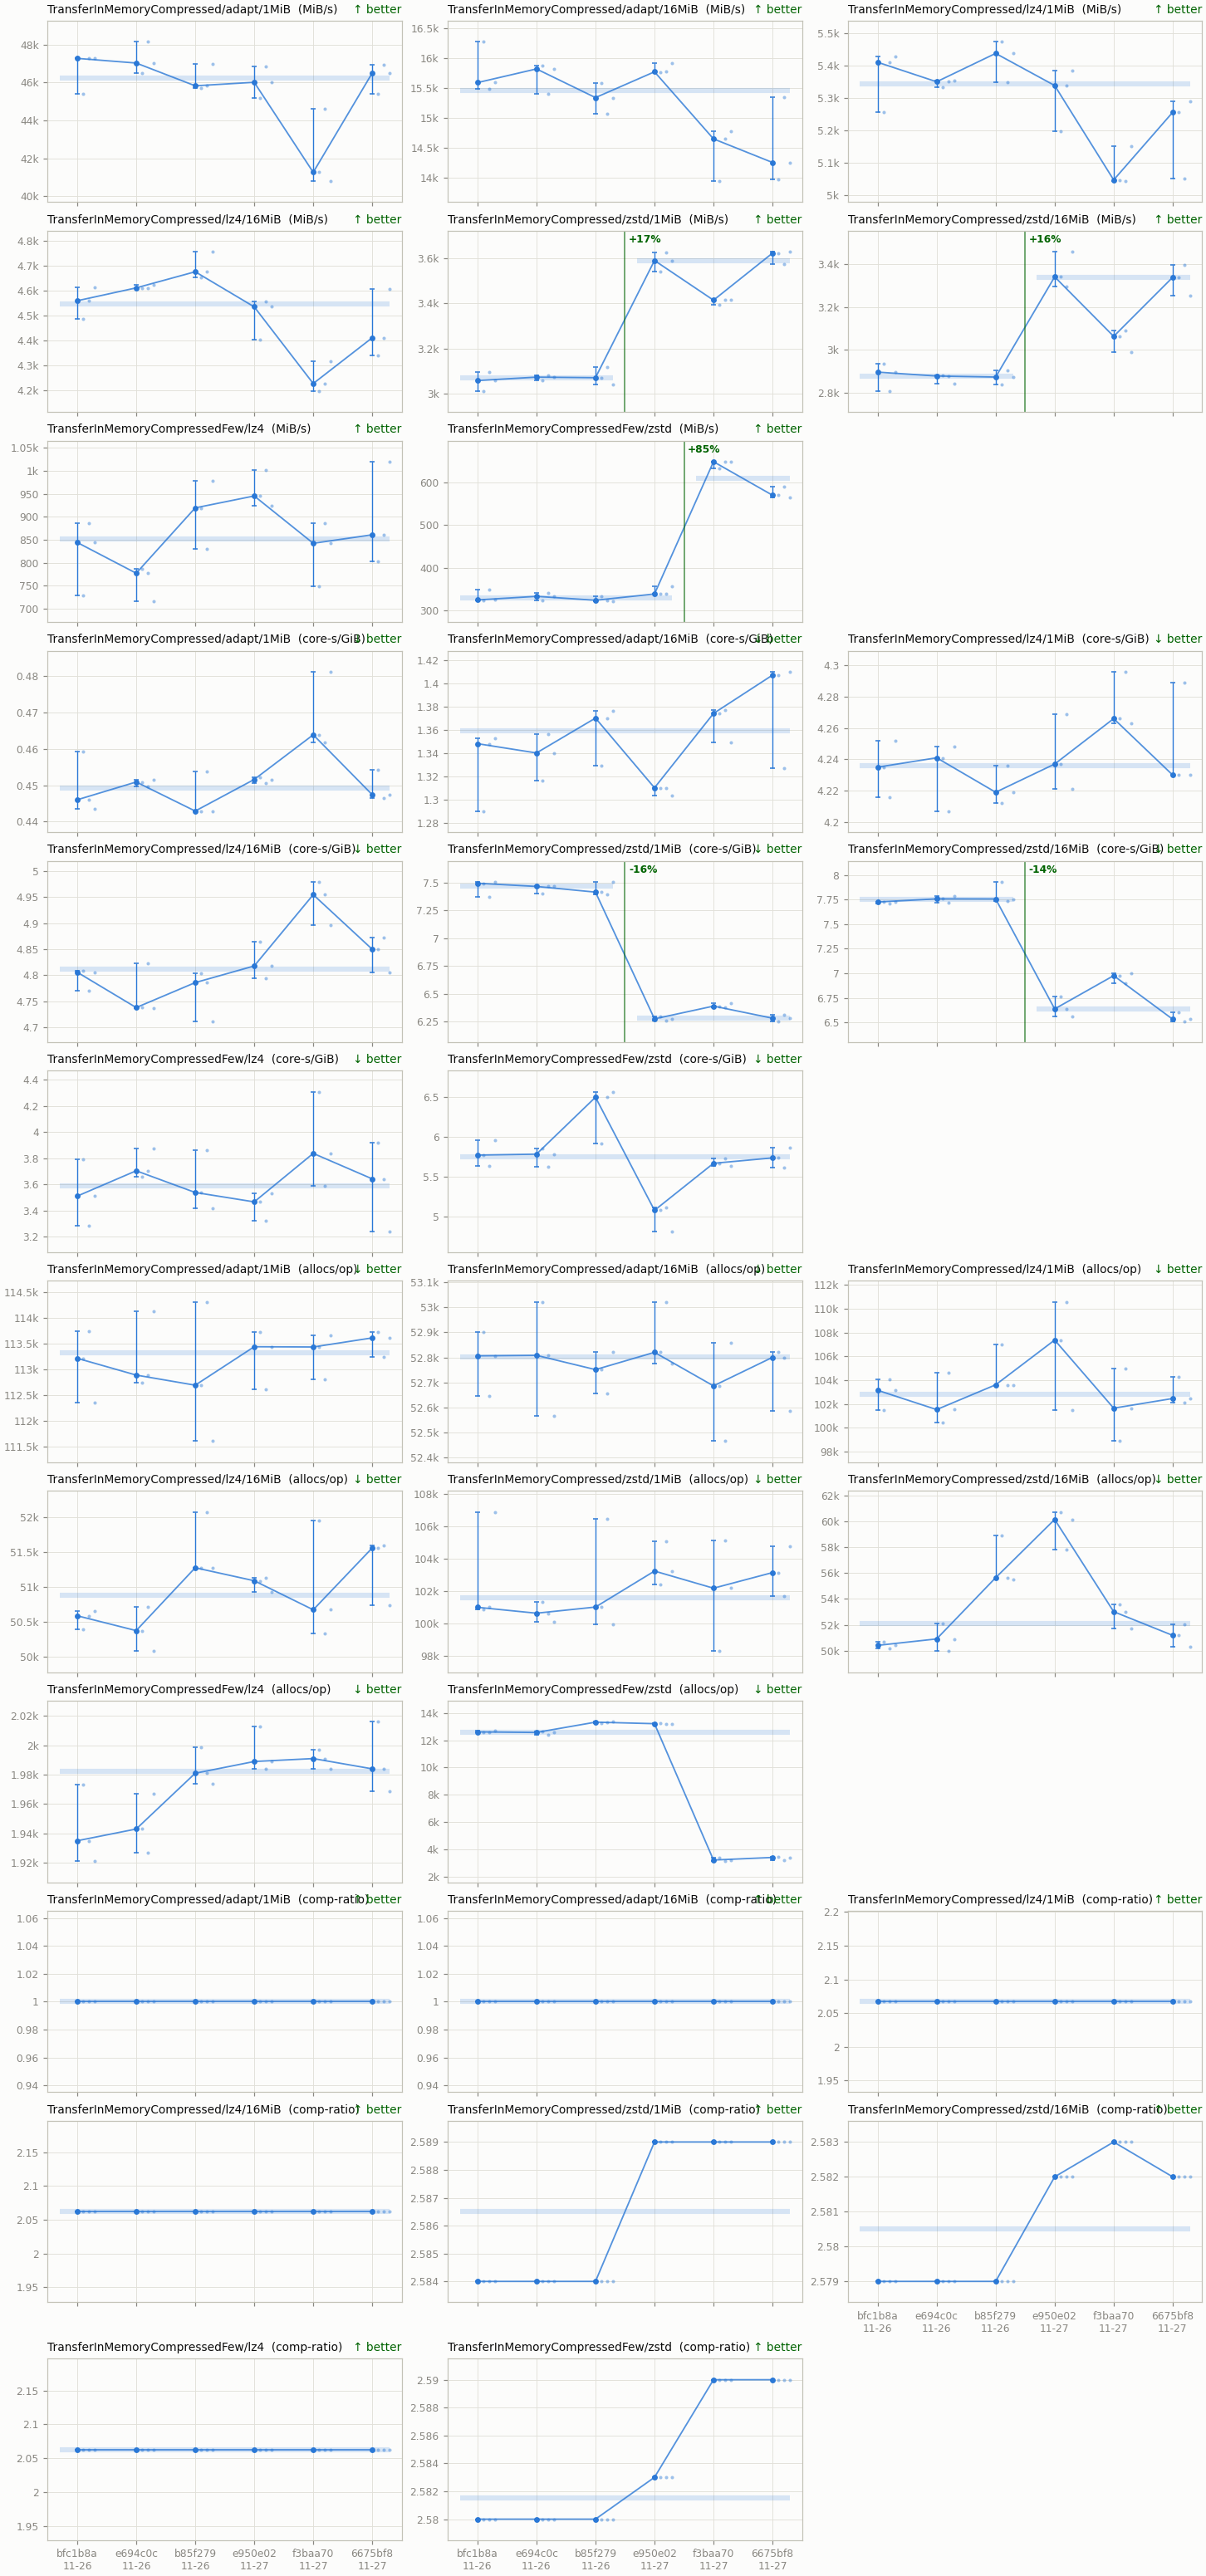 TransferInMemoryCompressed/adapt/1MiB (MiB/s) ↑ better
48k
46k
44k
42k
40k
TransferInMemoryCompressed/adapt/16MiB (MiB/s) ↑ better
16.5k
16k
15.5k
15k
14.5k
14k
TransferInMemoryCompressed/lz4/1MiB (MiB/s) ↑ better
5.5k
5.4k
5.3k
5.2k
5.1k
5k
TransferInMemoryCompressed/lz4/16MiB (MiB/s) ↑ better
4.8k
4.7k
4.6k
4.5k
4.4k
4.3k
4.2k
TransferInMemoryCompressed/zstd/1MiB (MiB/s) ↑ better
+17%
3.6k
3.4k
3.2k
3k
TransferInMemoryCompressed/zstd/16MiB (MiB/s) ↑ better
+16%
3.4k
3.2k
3k
2.8k
TransferInMemoryCompressedFew/lz4 (MiB/s) ↑ better
1.05k
1k
950
900
850
800
750
700
TransferInMemoryCompressedFew/zstd (MiB/s) ↑ better
+85%
600
500
400
300
TransferInMemoryCompressed/adapt/1MiB (core-s/GiB) ↓ better
0.48
0.47
0.46
0.45
0.44
TransferInMemoryCompressed/adapt/16MiB (core-s/GiB) ↓ better
1.42
1.4
1.38
1.36
1.34
1.32
1.3
1.28
TransferInMemoryCompressed/lz4/1MiB (core-s/GiB) ↓ better
4.3
4.28
4.26
4.24
4.22
4.2
TransferInMemoryCompressed/lz4/16MiB (core-s/GiB) ↓ better
5
4.95
4.9
4.85
4.8
4.75
4.7
TransferInMemoryCompressed/zstd/1MiB (core-s/GiB) ↓ better
-16%
7.5
7.25
7
6.75
6.5
6.25
TransferInMemoryCompressed/zstd/16MiB (core-s/GiB) ↓ better
-14%
8
7.75
7.5
7.25
7
6.75
6.5
TransferInMemoryCompressedFew/lz4 (core-s/GiB) ↓ better
4.4
4.2
4
3.8
3.6
3.4
3.2
TransferInMemoryCompressedFew/zstd (core-s/GiB) ↓ better
6.5
6
5.5
5
TransferInMemoryCompressed/adapt/1MiB (allocs/op) ↓ better
114.5k
114k
113.5k
113k
112.5k
112k
111.5k
TransferInMemoryCompressed/adapt/16MiB (allocs/op) ↓ better
53.1k
53k
52.9k
52.8k
52.7k
52.6k
52.5k
52.4k
TransferInMemoryCompressed/lz4/1MiB (allocs/op) ↓ better
112k
110k
108k
106k
104k
102k
100k
98k
TransferInMemoryCompressed/lz4/16MiB (allocs/op) ↓ better
52k
51.5k
51k
50.5k
50k
TransferInMemoryCompressed/zstd/1MiB (allocs/op) ↓ better
108k
106k
104k
102k
100k
98k
TransferInMemoryCompressed/zstd/16MiB (allocs/op) ↓ better
62k
60k
58k
56k
54k
52k
50k
TransferInMemoryCompressedFew/lz4 (allocs/op) ↓ better
2.02k
2k
1.98k
1.96k
1.94k
1.92k
TransferInMemoryCompressedFew/zstd (allocs/op) ↓ better
14k
12k
10k
8k
6k
4k
2k
TransferInMemoryCompressed/adapt/1MiB (comp-ratio) ↑ better
1.06
1.04
1.02
1
0.98
0.96
0.94
TransferInMemoryCompressed/adapt/16MiB (comp-ratio) ↑ better
1.06
1.04
1.02
1
0.98
0.96
0.94
TransferInMemoryCompressed/lz4/1MiB (comp-ratio) ↑ better
2.2
2.15
2.1
2.05
2
1.95
TransferInMemoryCompressed/lz4/16MiB (comp-ratio) ↑ better
2.15
2.1
2.05
2
1.95
TransferInMemoryCompressed/zstd/1MiB (comp-ratio) ↑ better
2.589
2.588
2.587
2.586
2.585
2.584
TransferInMemoryCompressed/zstd/16MiB (comp-ratio) ↑ better
2.583
2.582
2.581
2.58
2.579
bfc1b8a e694c0c b85f279 e950e02 f3baa70 6675bf8
11-26 11-26 11-26 11-27 11-27 11-27
TransferInMemoryCompressedFew/lz4 (comp-ratio) ↑ better
2.15
2.1
2.05
2
1.95
bfc1b8a e694c0c b85f279 e950e02 f3baa70 6675bf8
11-26 11-26 11-26 11-27 11-27 11-27
TransferInMemoryCompressedFew/zstd (comp-ratio) ↑ better
2.59
2.588
2.586
2.584
2.582
2.58
bfc1b8a e694c0c b85f279 e950e02 f3baa70 6675bf8
11-26 11-26 11-26 11-27 11-27 11-27